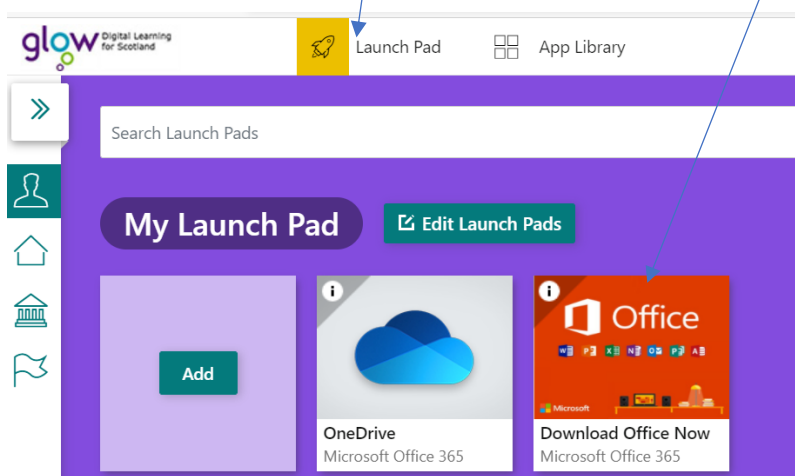 glow Digital Learning
for Scotland
Launch Pad
App Library
Search Launch Pads
My Launch Pad
Edit Launch Pads
Add
i
OneDrive
Microsoft Office 365
i
Office
W P X N O P A
Microsoft
Download Office Now
Microsoft Office 365